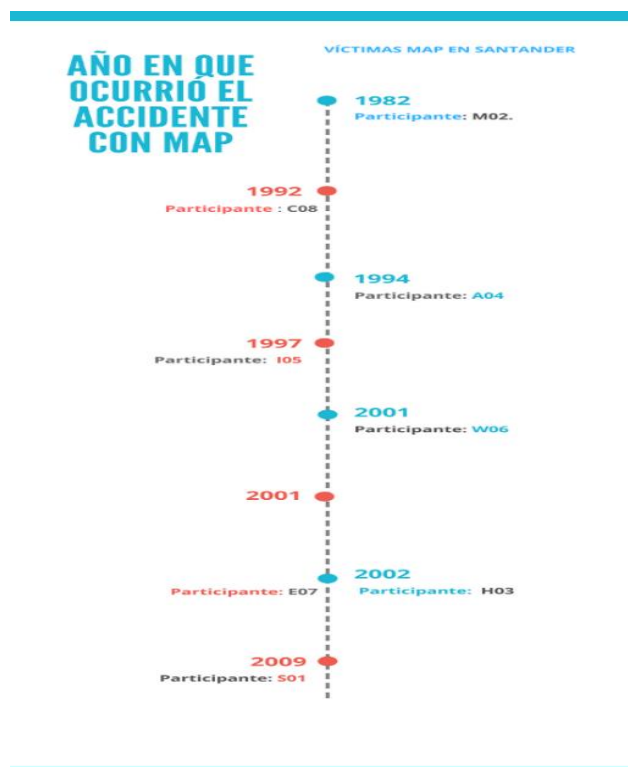 VÍCTIMAS MAP EN SANTANDER
AÑO EN QUE
OCURRIÓ EL
ACCIDENTE
CON MAP
1982
Participante: M02.
1992
Participante : C08
1994
Participante: A04
1997
Participante: I05
2001
Participante: W06
2001
2002
Participante: E07
Participante: H03
2009
Participante: S01